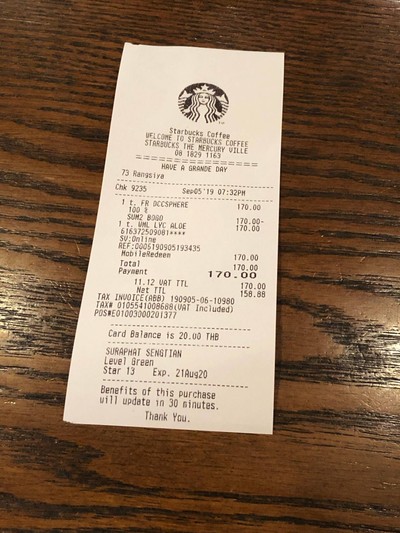 Starbucks Coffee
WELCOME TO STARBUCKS COFFEE
STARBUCKS THE MERCURY VILLE
08 1829 1163
HAVE A GRANDE DAY
73 Rangsiya
Chk 9235 Sep05'19 07:32PM
1 t. FR DCCSPHERE 170.00
100 %
SUM2 BOGO 170.00-
1 t. WML LYC ALOE 170.00
616372509081****
SV:Online
REF:0006190905193435
MobileRedeem 170.00
Total 170.00
Payment 170.00
11.12 VAT TTL 170.00
Net TTL 158.88
TAX INVOICE(ABB) 190905-06-10980
TAX# 0105541008688(VAT Included)
POS#E01003000201377
Card Balance is 20.00 THB
SURAPHAT SENGTIAN
Level Green
Star 13 Exp. 21Aug20
Benefits of this purchase
will update in 30 minutes.
Thank You.